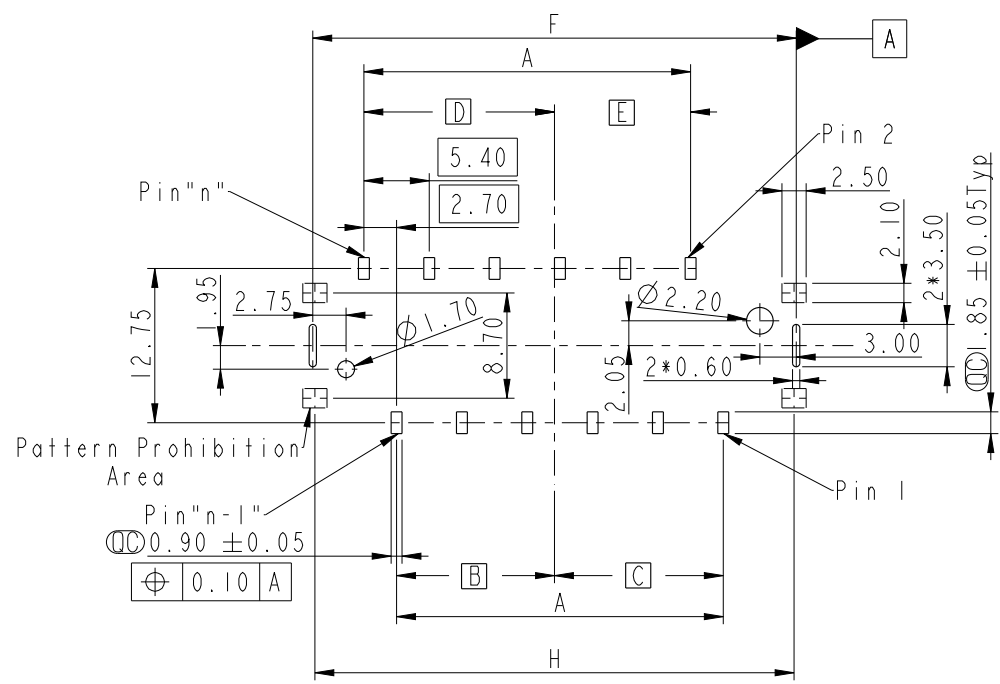 F
A
A
D
E
Pin 2
5.40
Pin"n"
2.50
2.70
2.10
1.95
2.75
Ø2.20
2*3.50
QC 1.85 ±0.05Typ
Ø1.70
12.75
8.70
3.00
2.05
2*0.60
Pattern Prohibition
Area
Pin 1
Pin"n-1"
QC 0.90 ±0.05
⌖ 0.10 A
B
C
A
H